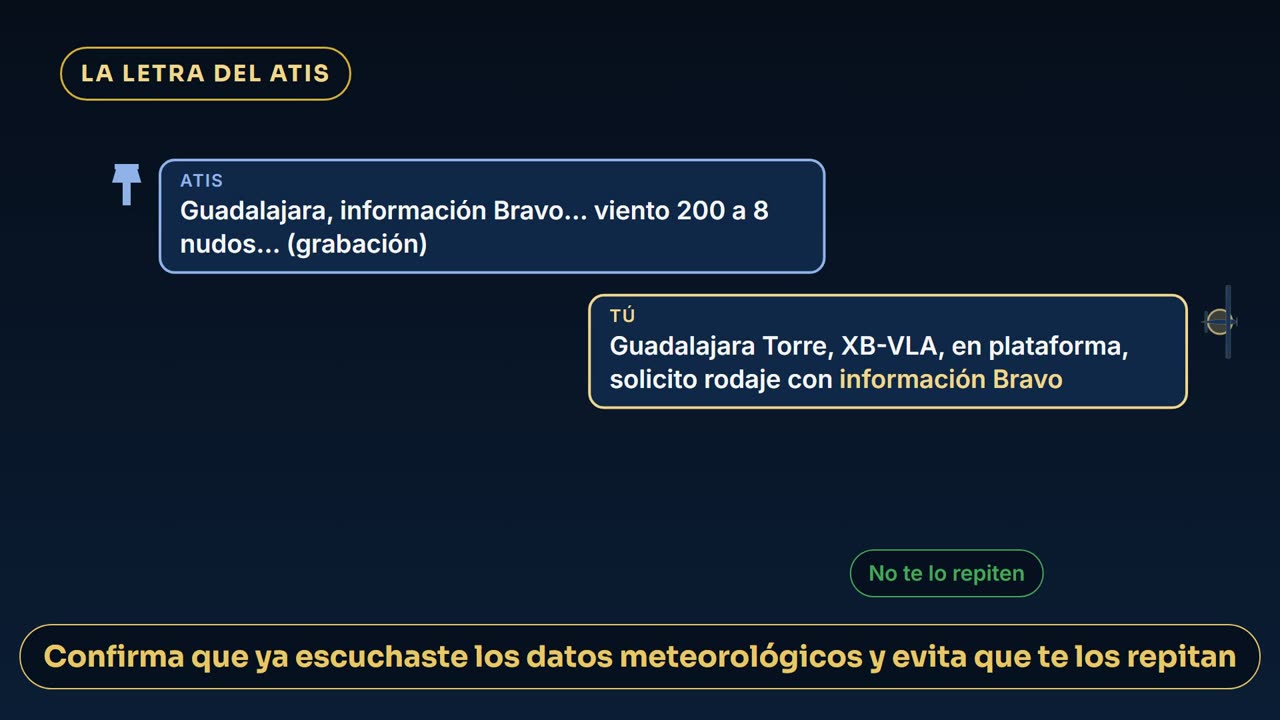 LA LETRA DEL ATIS
ATIS
Guadalajara, información Bravo... viento 200 a 8
nudos... (grabación)
TÚ
Guadalajara Torre, XB-VLA, en plataforma,
solicito rodaje con información Bravo
No te lo repiten
Confirma que ya escuchaste los datos meteorológicos y evita que te los repitan